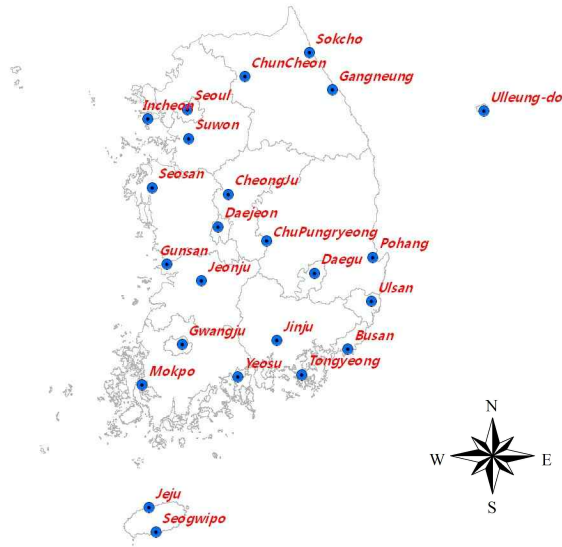 Sokcho
ChunCheon
Gangneung
Seoul
Ulleung-do
Incheon
Suwon
Seosan
CheongJu
Daejeon
ChuPungryeong
Pohang
Gunsan
Daegu
Jeonju
Ulsan
Gwangju
Jinju
Busan
Mokpo
Yeosu
Tongyeong
N
W
E
S
Jeju
Seogwipo